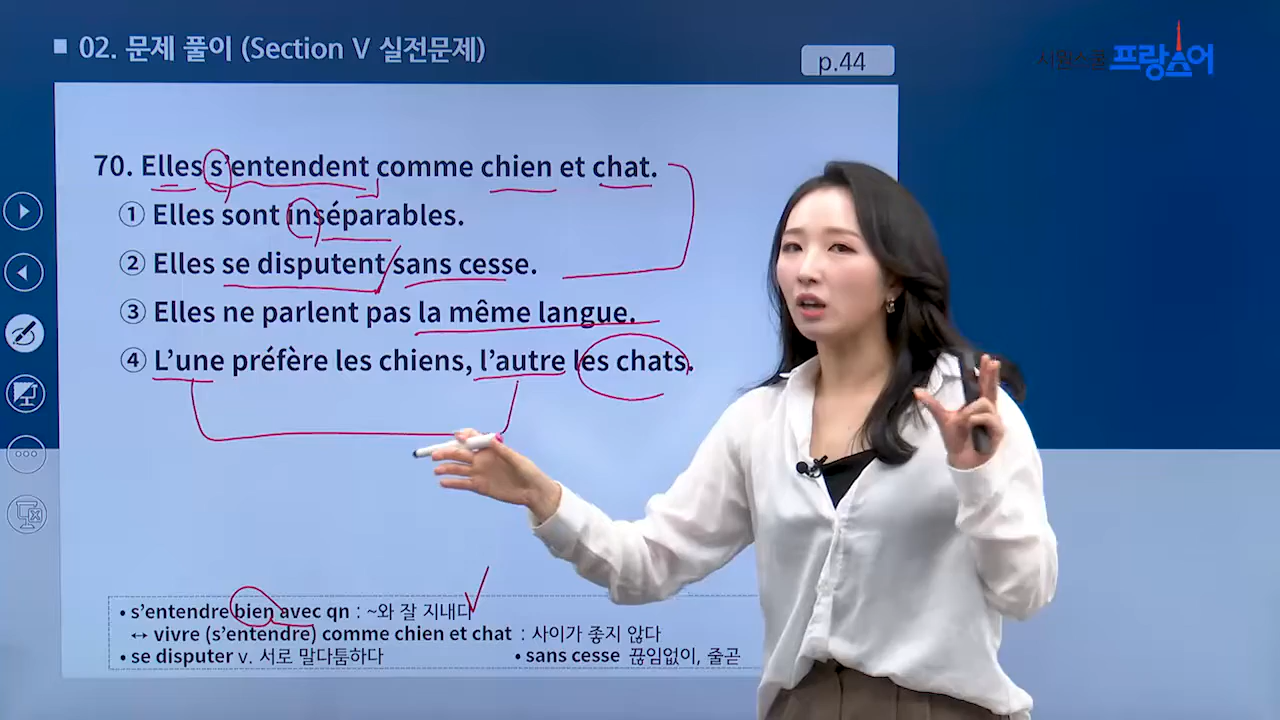 02. 문제 풀이 (Section V 실전문제)
p.44
시원스쿨 프랑스어
70. Elles s'entendent comme chien et chat.
① Elles sont inséparables.
② Elles se disputent sans cesse.
③ Elles ne parlent pas la même langue.
④ L'une préfère les chiens, l'autre les chats.
• s'entendre bien avec qn : ~와 잘 지내다
↔ vivre (s'entendre) comme chien et chat : 사이가 좋지 않다
• se disputer v. 서로 말다툼하다 • sans cesse 끊임없이, 줄곧